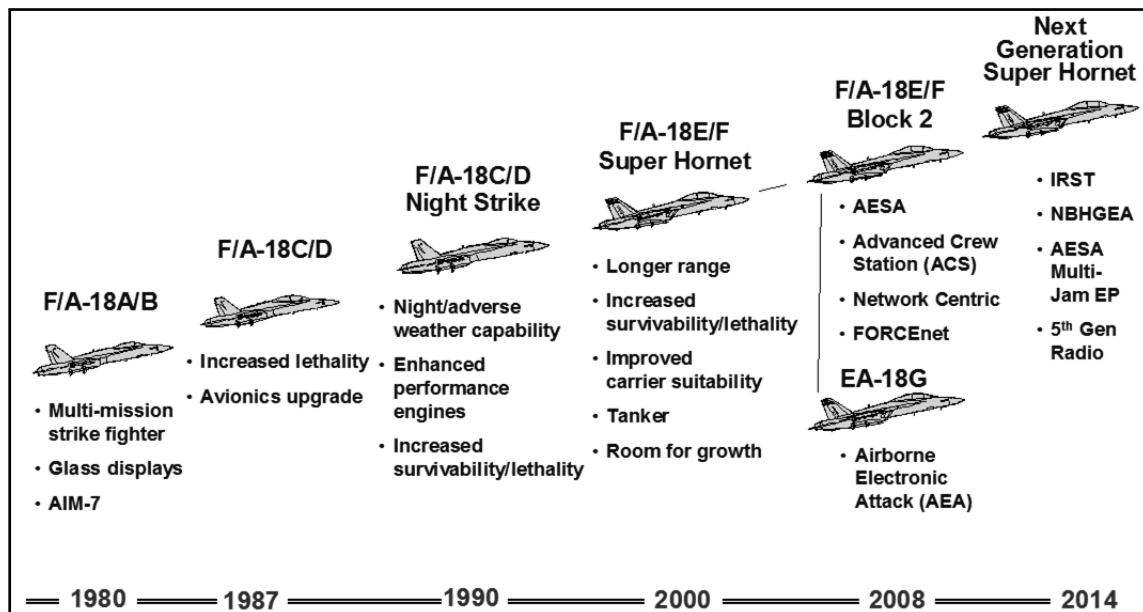 F/A-18A/B
• Multi-mission
strike fighter
• Glass displays
• AIM-7
F/A-18C/D
• Increased lethality
• Avionics upgrade
F/A-18C/D
Night Strike
• Night/adverse
weather capability
• Enhanced
performance
engines
• Increased
survivability/lethality
F/A-18E/F
Super Hornet
• Longer range
• Increased
survivability/lethality
• Improved
carrier suitability
• Tanker
• Room for growth
F/A-18E/F
Block 2
• AESA
• Advanced Crew
Station (ACS)
• Network Centric
• FORCEnet
EA-18G
• Airborne
Electronic
Attack (AEA)
Next
Generation
Super Hornet
• IRST
• NBHGEA
• AESA
Multi-
Jam EP
• 5th Gen
Radio
1980 1987 1990 2000 2008 2014